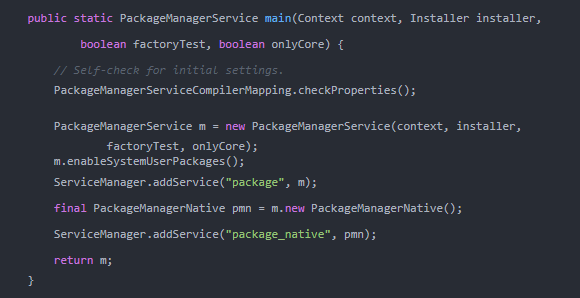 public static PackageManagerService main(Context context, Installer installer,
boolean factoryTest, boolean onlyCore) {
// Self-check for initial settings.
PackageManagerServiceCompilerMapping.checkProperties();
PackageManagerService m = new PackageManagerService(context, installer,
factoryTest, onlyCore);
m.enableSystemUserPackages();
ServiceManager.addService("package", m);
final PackageManagerNative pmn = m.new PackageManagerNative();
ServiceManager.addService("package_native", pmn);
return m;
}